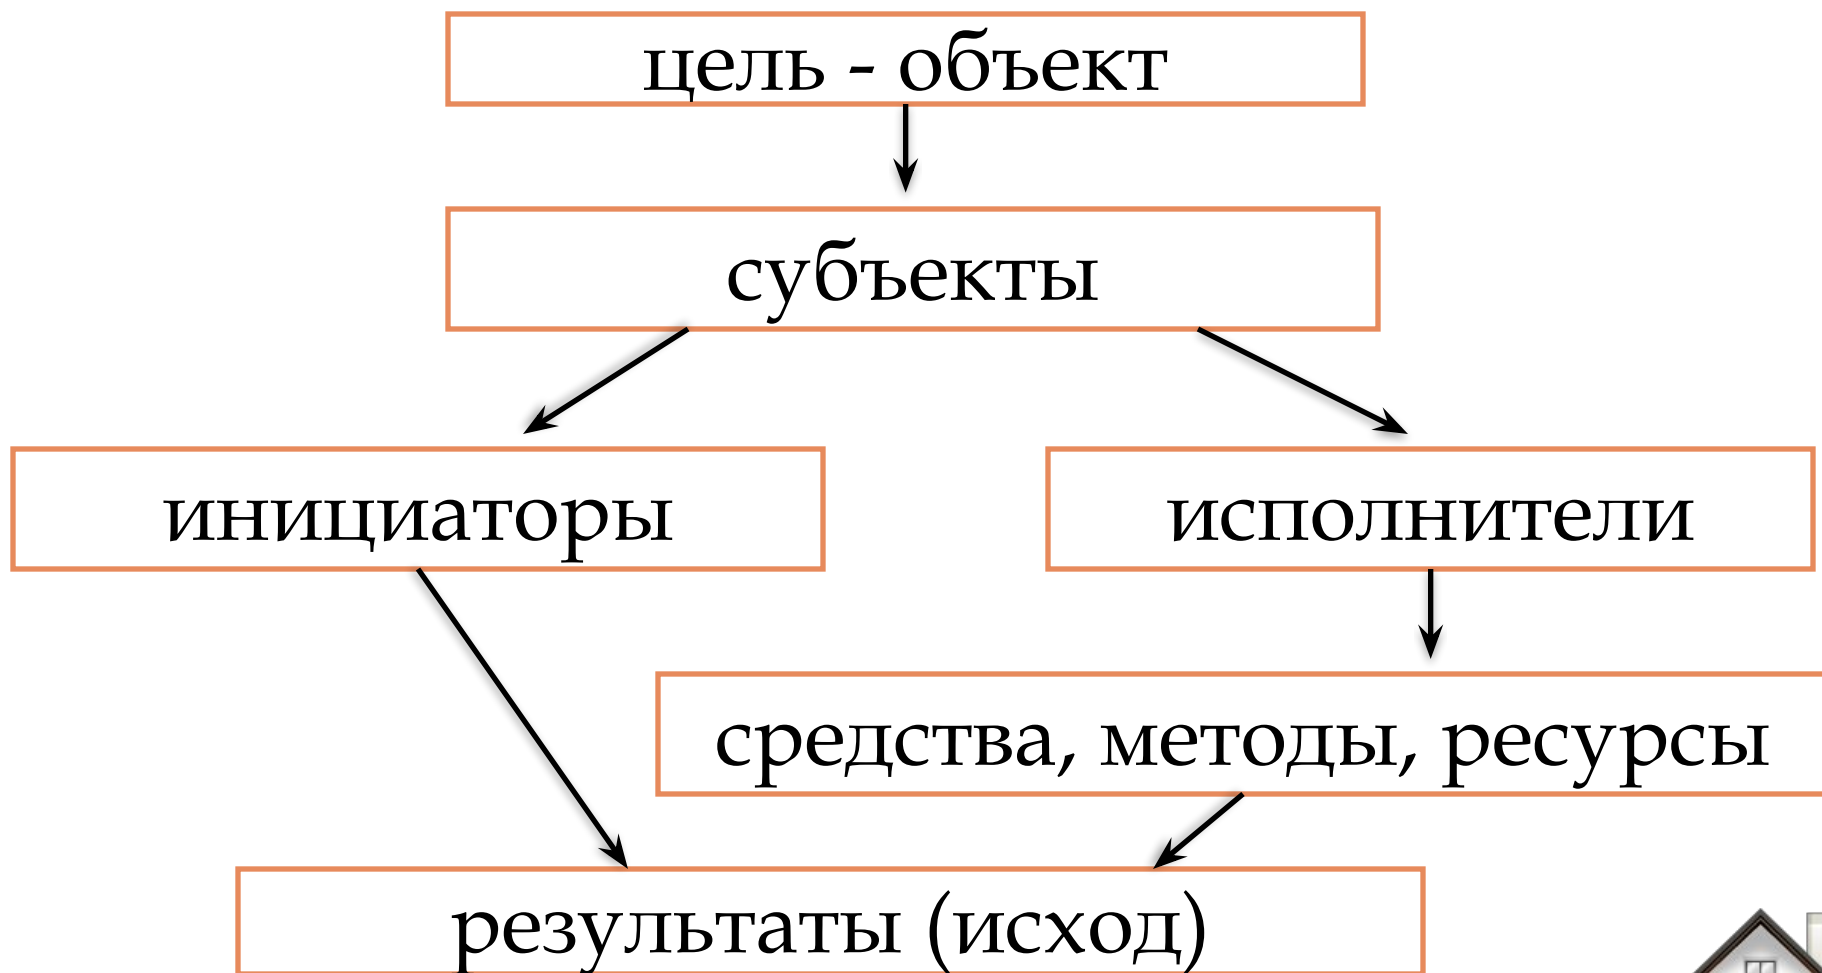 цель - объект
субъекты
инициаторы
исполнители
средства, методы, ресурсы
результаты (исход)